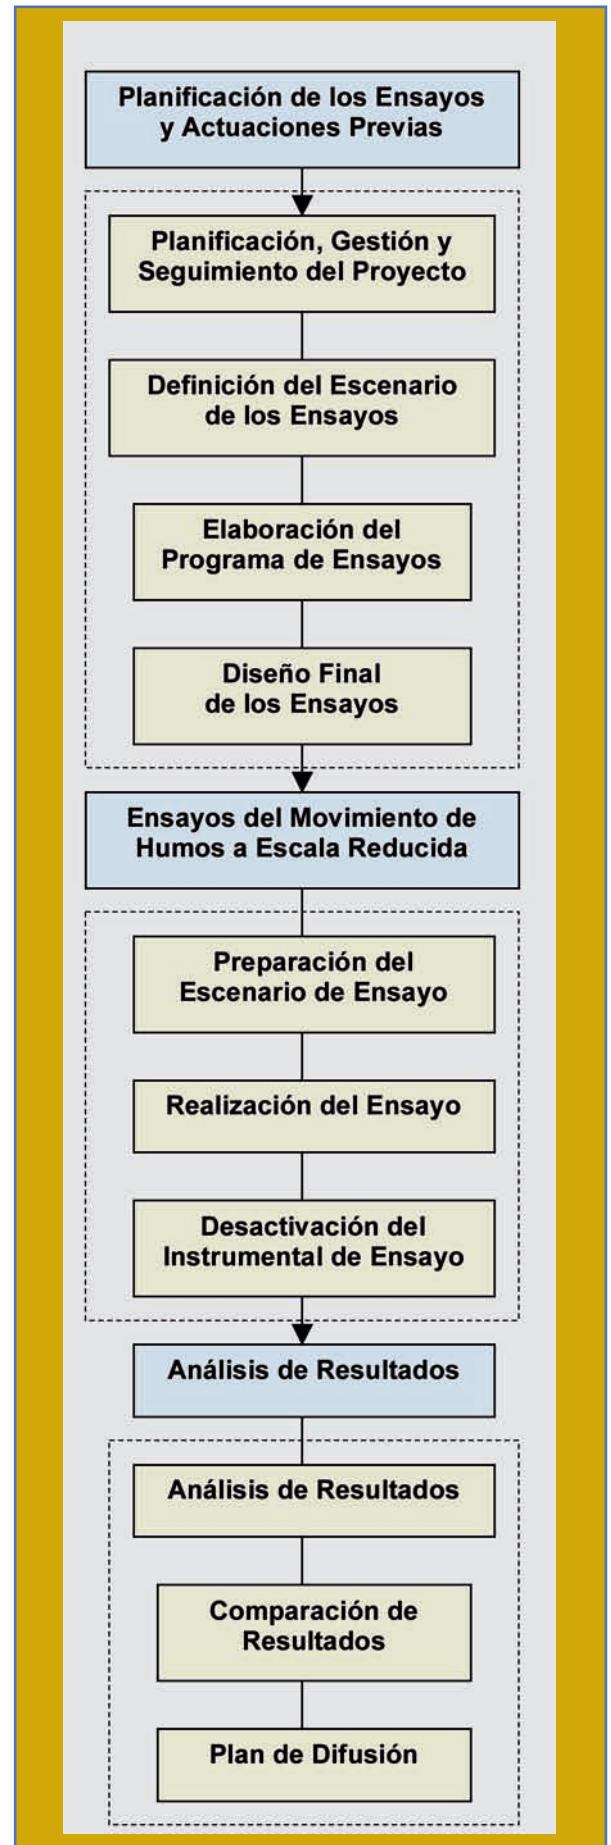 Planificación de los Ensayos
y Actuaciones Previas
Planificación, Gestión y
Seguimiento del Proyecto
Definición del Escenario
de los Ensayos
Elaboración del
Programa de Ensayos
Diseño Final
de los Ensayos
Ensayos del Movimiento de
Humos a Escala Reducida
Preparación del
Escenario de Ensayo
Realización del Ensayo
Desactivación del
Instrumental de Ensayo
Análisis de Resultados
Análisis de Resultados
Comparación de
Resultados
Plan de Difusión